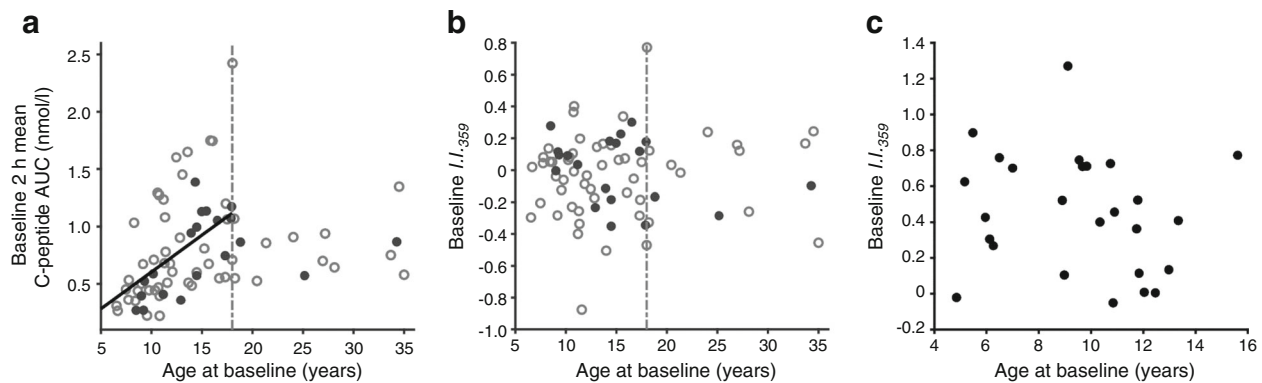 a
Baseline 2 h mean
C-peptide AUC (nmol/l)
2.5
2.0
1.5
1.0
0.5
5 10 15 20 25 30 35
Age at baseline (years)
b
Baseline I.I.359
0.8
0.6
0.4
0.2
0
-0.2
-0.4
-0.6
-0.8
-1.0
5 10 15 20 25 30 35
Age at baseline (years)
c
Baseline I.I.359
1.4
1.2
1.0
0.8
0.6
0.4
0.2
0
-0.2
4 6 8 10 12 14 16
Age at baseline (years)